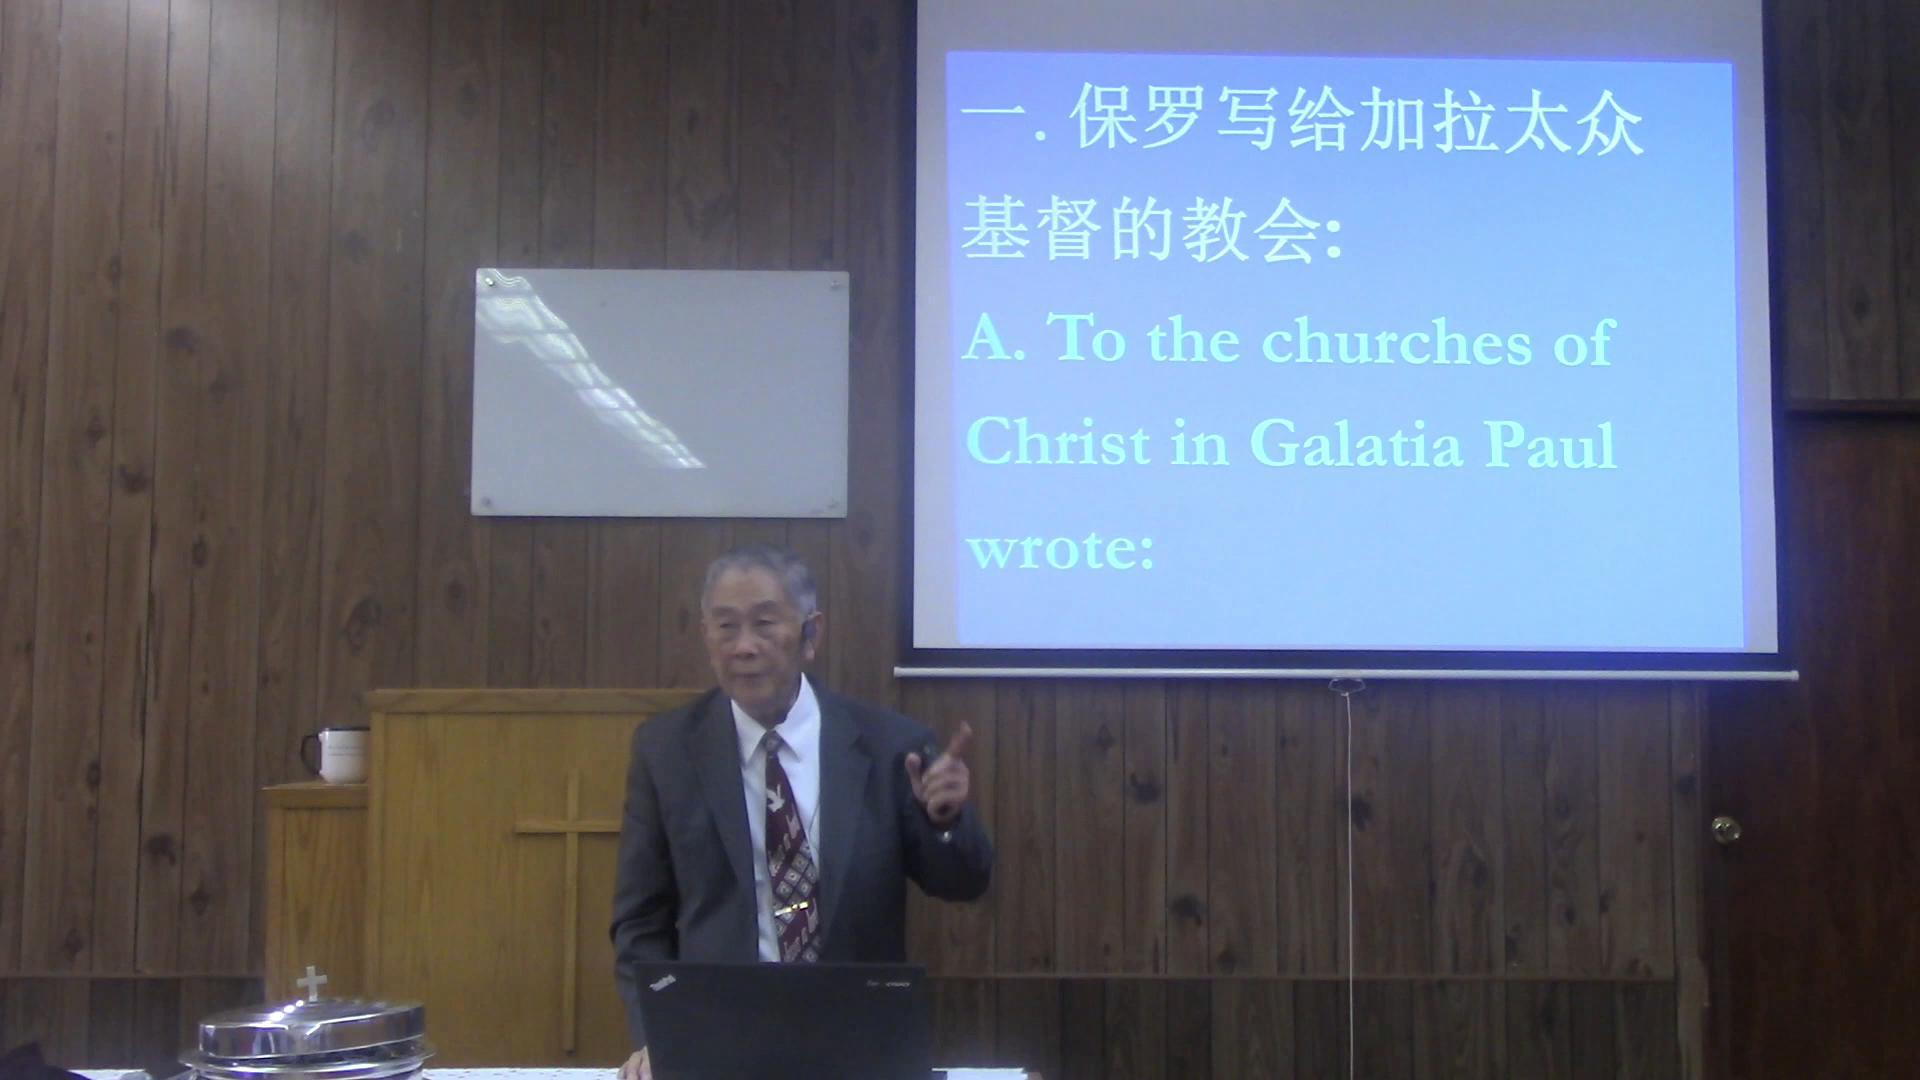 一. 保罗写给加拉太众
基督的教会:
A. To the churches of
Christ in Galatia Paul
wrote:
ThinkPad